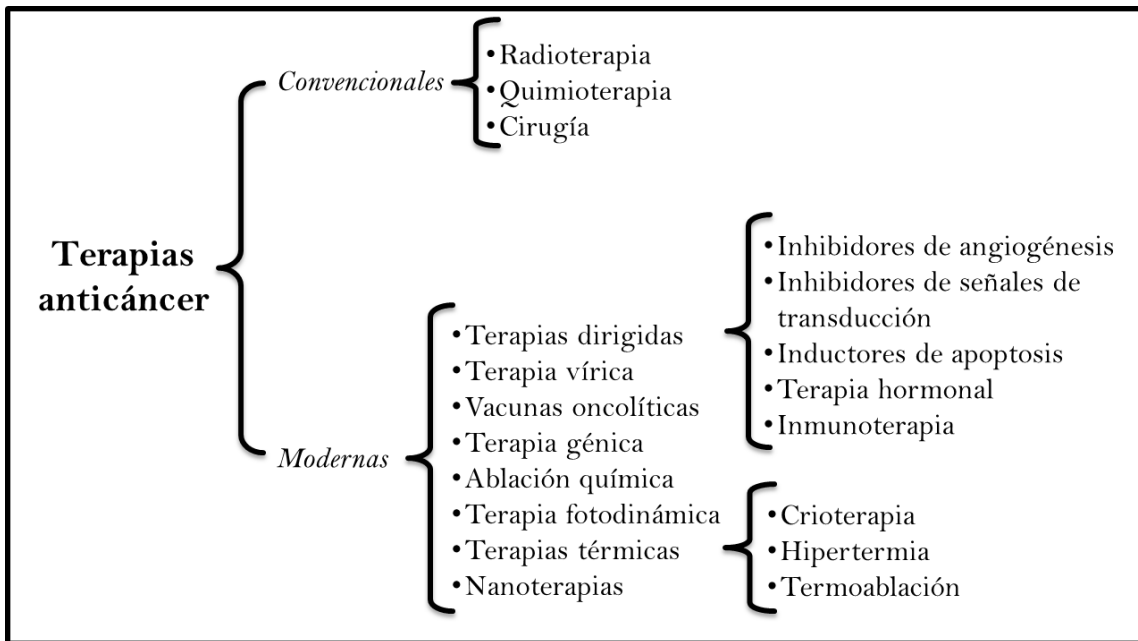 Terapias
anticáncer
Convencionales
•Radioterapia
•Quimioterapia
•Cirugía
Modernas
•Terapias dirigidas
•Terapia vírica
•Vacunas oncolíticas
•Terapia génica
•Ablación química
•Terapia fotodinámica
•Terapias térmicas
•Nanoterapias
•Inhibidores de angiogénesis
•Inhibidores de señales de
transducción
•Inductores de apoptosis
•Terapia hormonal
•Inmunoterapia
•Crioterapia
•Hipertermia
•Termoablación